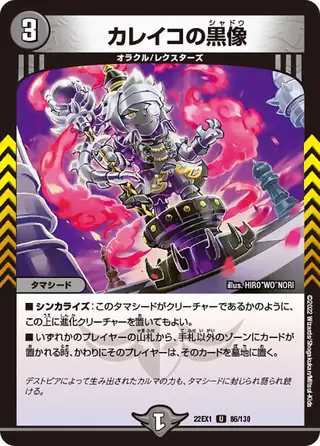 3
カレイコの黒像
シャドウ
オラクル/レクスターズ
illus. HIRO"WO"NORI
タマシード
■ シンカライズ:このタマシードがクリーチャーであるかのように、
この上に進化クリーチャーを置いてもよい。
■ いずれかのプレイヤーの山札から、手札以外のゾーンにカードが
置かれる時、かわりにそのプレイヤーは、そのカードを墓地に置く。
デストピアによって生み出されたカルマの力も、タマシードに封じられ語られ続
ける。
22EX1 U 86/130
©2022 Wizards/Shogakukan/Mitsui-Kids